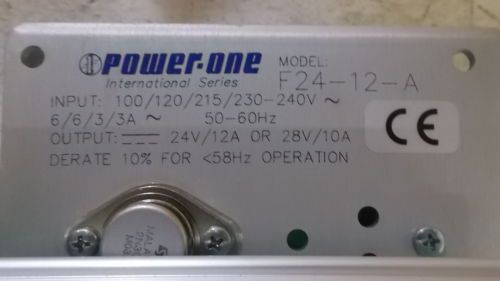 POWER-ONE
International Series
MODEL:
F24-12-A
INPUT: 100/120/215/230-240V ~
6/6/3/3A ~ 50-60Hz
OUTPUT: ⎓ 24V/12A OR 28V/10A
DERATE 10% FOR <58Hz OPERATION
CE